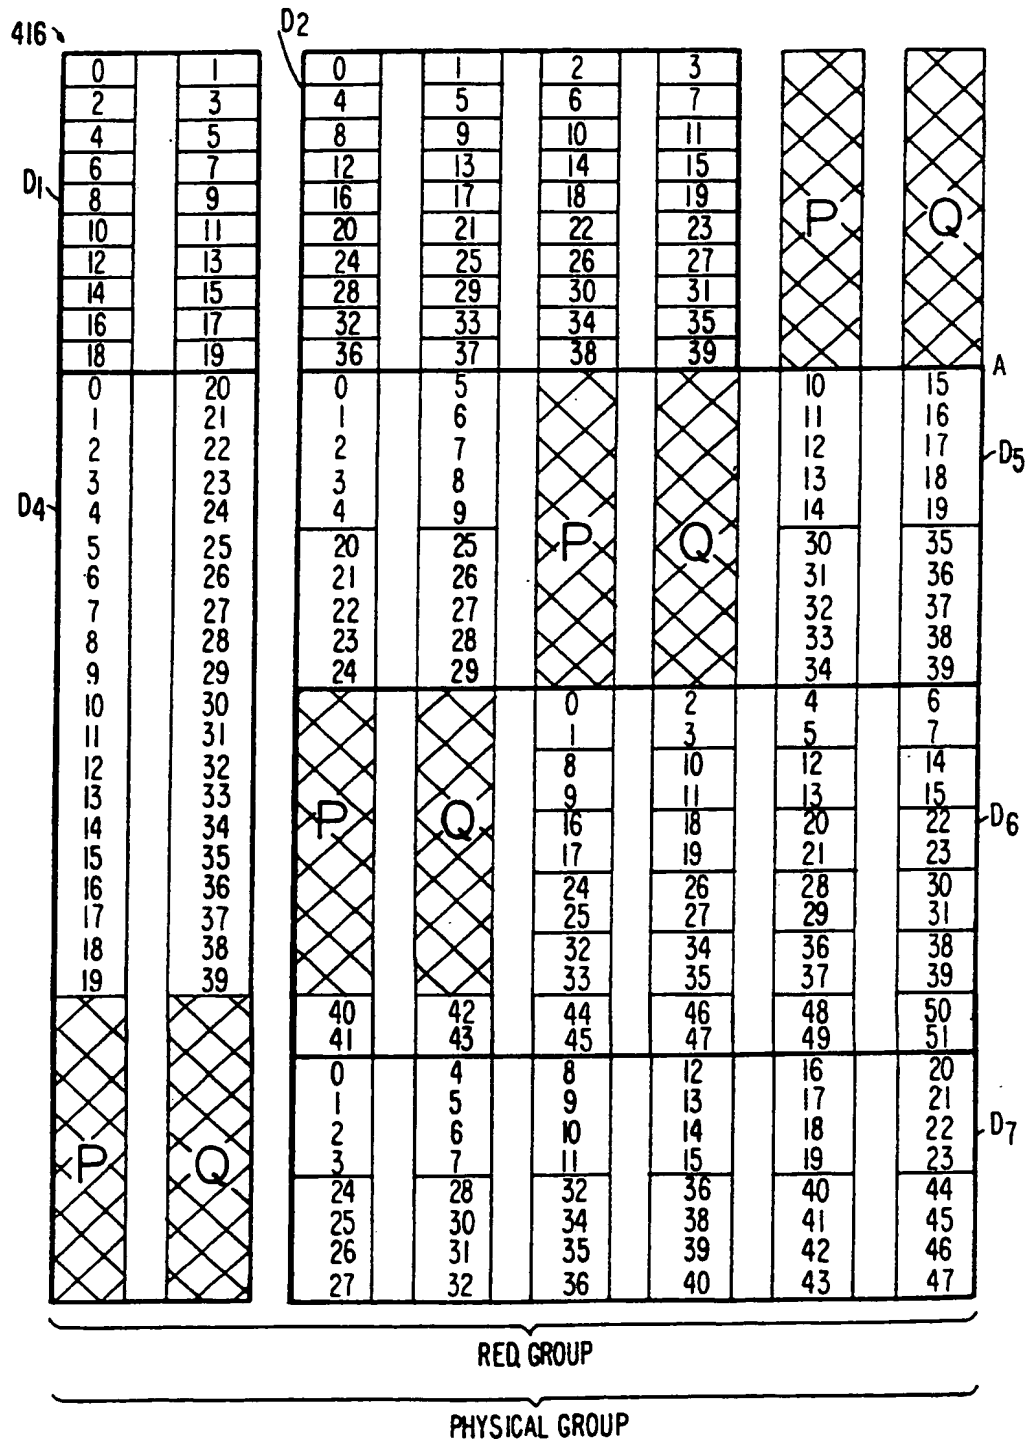 416 D2
0 1 0 1 2 3
2 3 4 5 6 7
4 5 8 9 10 11
6 7 12 13 14 15
D1 8 9 16 17 18 19 P Q
10 11 20 21 22 23
12 13 24 25 26 27
14 15 28 29 30 31
16 17 32 33 34 35
18 19 36 37 38 39 A
0 20 0 5 10 15
1 21 1 6 11 16
2 22 2 7 12 17 D5
3 23 3 8 13 18
D4 4 24 4 9 14 19
5 25 20 25 P Q 30 35
6 26 21 26 31 36
7 27 22 27 32 37
8 28 23 28 33 38
9 29 24 29 34 39
10 30 0 2 4 6
11 31 1 3 5 7
12 32 8 10 12 14
13 33 9 11 13 15
14 34 P Q 16 18 20 22 D6
15 35 17 19 21 23
16 36 24 26 28 30
17 37 25 27 29 31
18 38 32 34 36 38
19 39 33 35 37 39
40 42 44 46 48 50
41 43 45 47 49 51
0 4 8 12 16 20
1 5 9 13 17 21
2 6 10 14 18 22 D7
P Q 3 7 11 15 19 23
24 28 32 36 40 44
25 30 34 38 41 45
26 31 35 39 42 46
27 32 36 40 43 47
RED GROUP
PHYSICAL GROUP